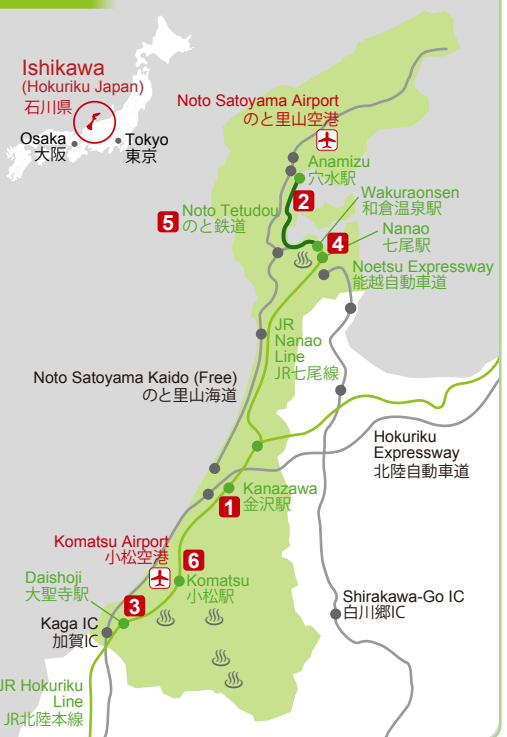 Ishikawa
(Hokuriku Japan)
石川県
Osaka
大阪
Tokyo
東京
Noto Satoyama Airport
のと里山空港
Anamizu
穴水駅
2
Wakuraonsen
和倉温泉駅
5
Noto Tetudou
のと鉄道
4
Nanao
七尾駅
Noetsu Expressway
能越自動車道
JR
Nanao
Line
JR七尾線
Noto Satoyama Kaido (Free)
のと里山海道
Hokuriku
Expressway
北陸自動車道
Kanazawa
金沢駅
1
Komatsu Airport
小松空港
6
Komatsu
小松駅
Daishoji
大聖寺駅
3
Kaga IC
加賀IC
Shirakawa-Go IC
白川郷IC
JR Hokuriku
Line
JR北陸本線